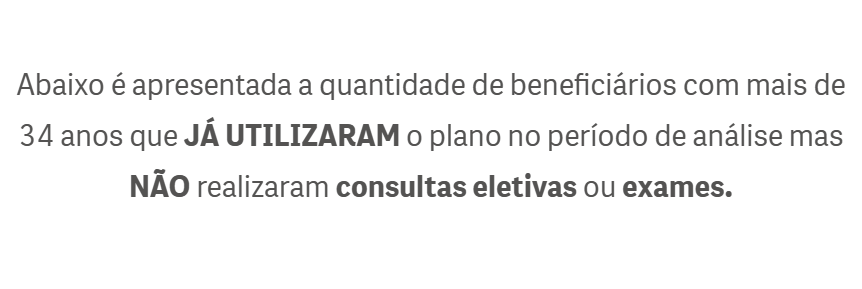 Abaixo é apresentada a quantidade de beneficiários com mais de
34 anos que JÁ UTILIZARAM o plano no período de análise mas
NÃO realizaram consultas eletivas ou exames.